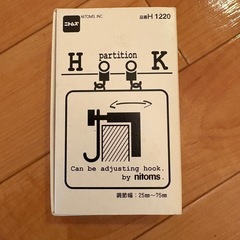 ニトムズ NITOMS, INC. 品番H 1220
partition
H K
Can be adjusting hook.
by nitoms.
調節幅：25㎜〜75㎜